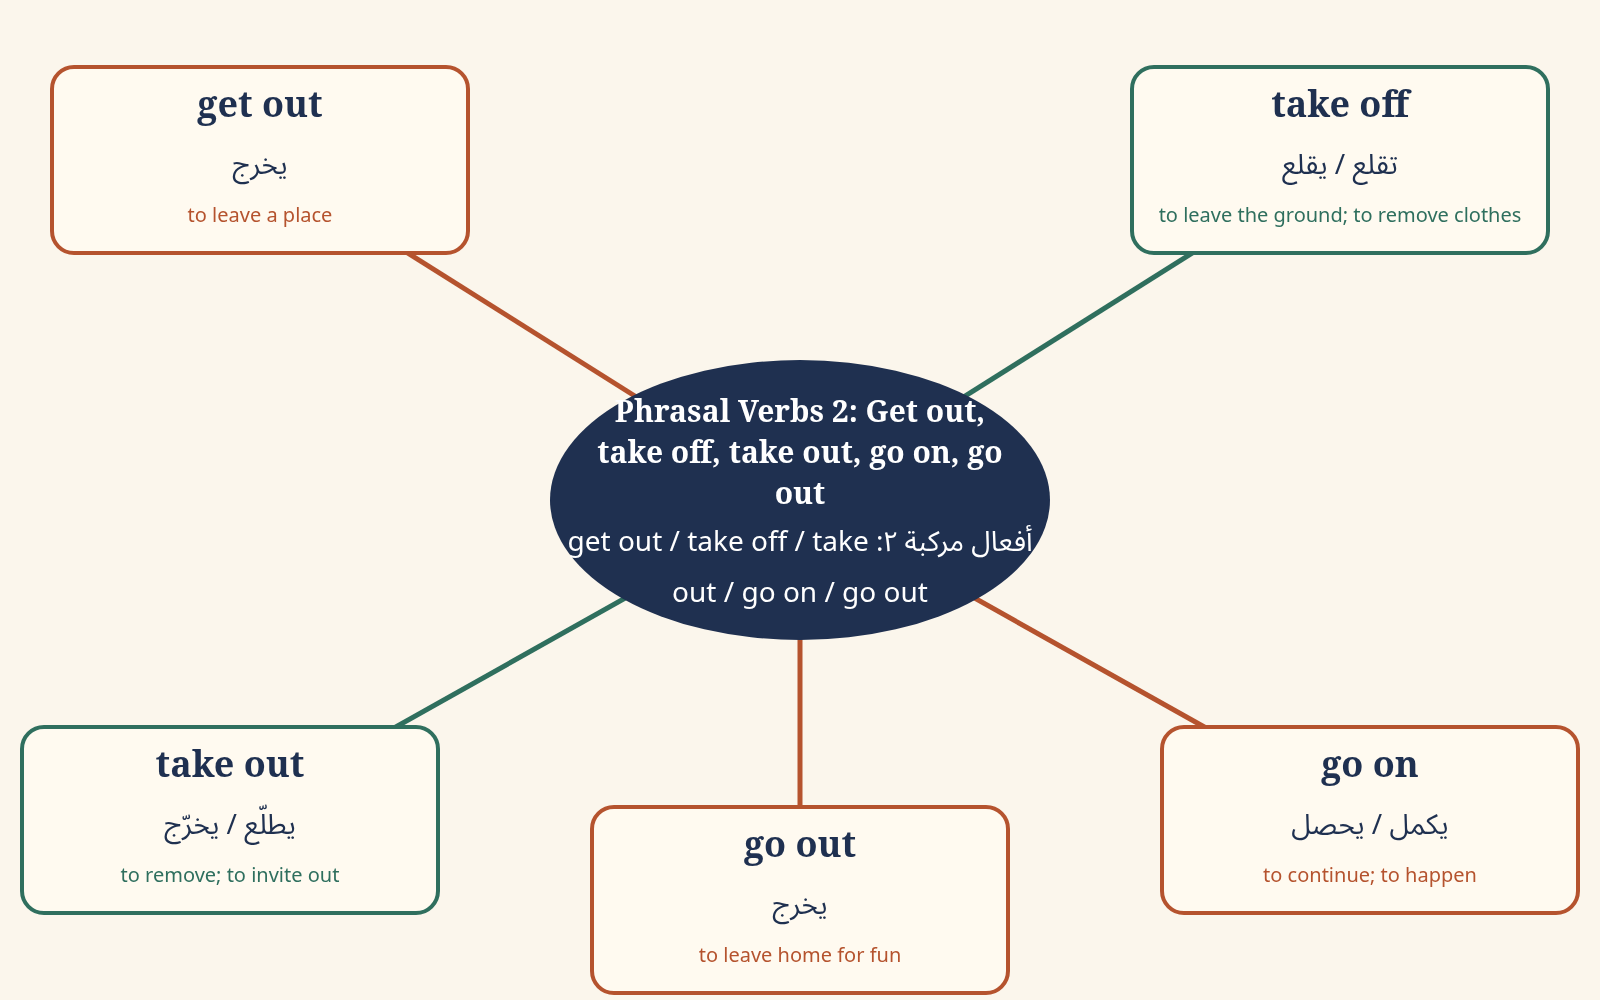 get out
يخرج
to leave a place
take off
تقلع / يقلع
to leave the ground; to remove clothes
Phrasal Verbs 2: Get out,
take off, take out, go on, go
out
أفعال مركبة ٢: get out / take off / take
out / go on / go out
take out
يطلّع / يخرّج
to remove; to invite out
go out
يخرج
to leave home for fun
go on
يكمل / يحصل
to continue; to happen